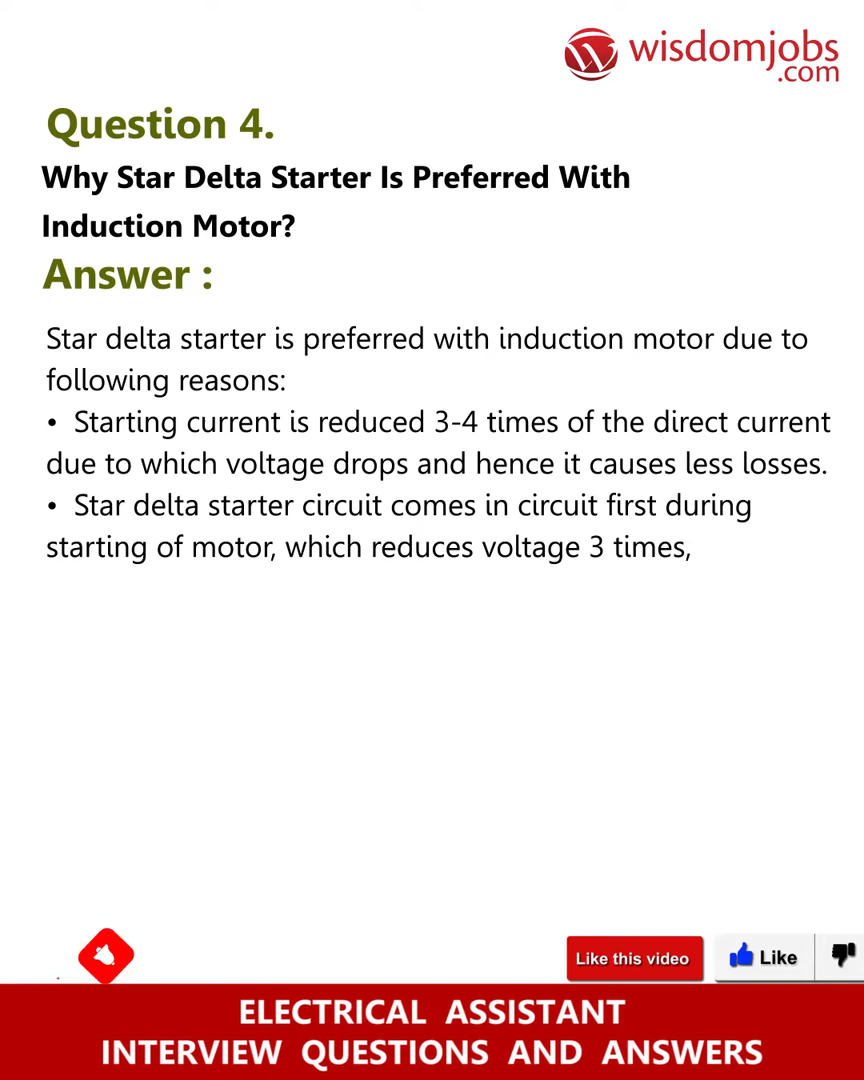 wisdomjobs
.com
Question 4.
Why Star Delta Starter Is Preferred With
Induction Motor?
Answer :
Star delta starter is preferred with induction motor due to
following reasons:
• Starting current is reduced 3-4 times of the direct current
due to which voltage drops and hence it causes less losses.
• Star delta starter circuit comes in circuit first during
starting of motor, which reduces voltage 3 times,
Like this video
Like
ELECTRICAL ASSISTANT
INTERVIEW QUESTIONS AND ANSWERS